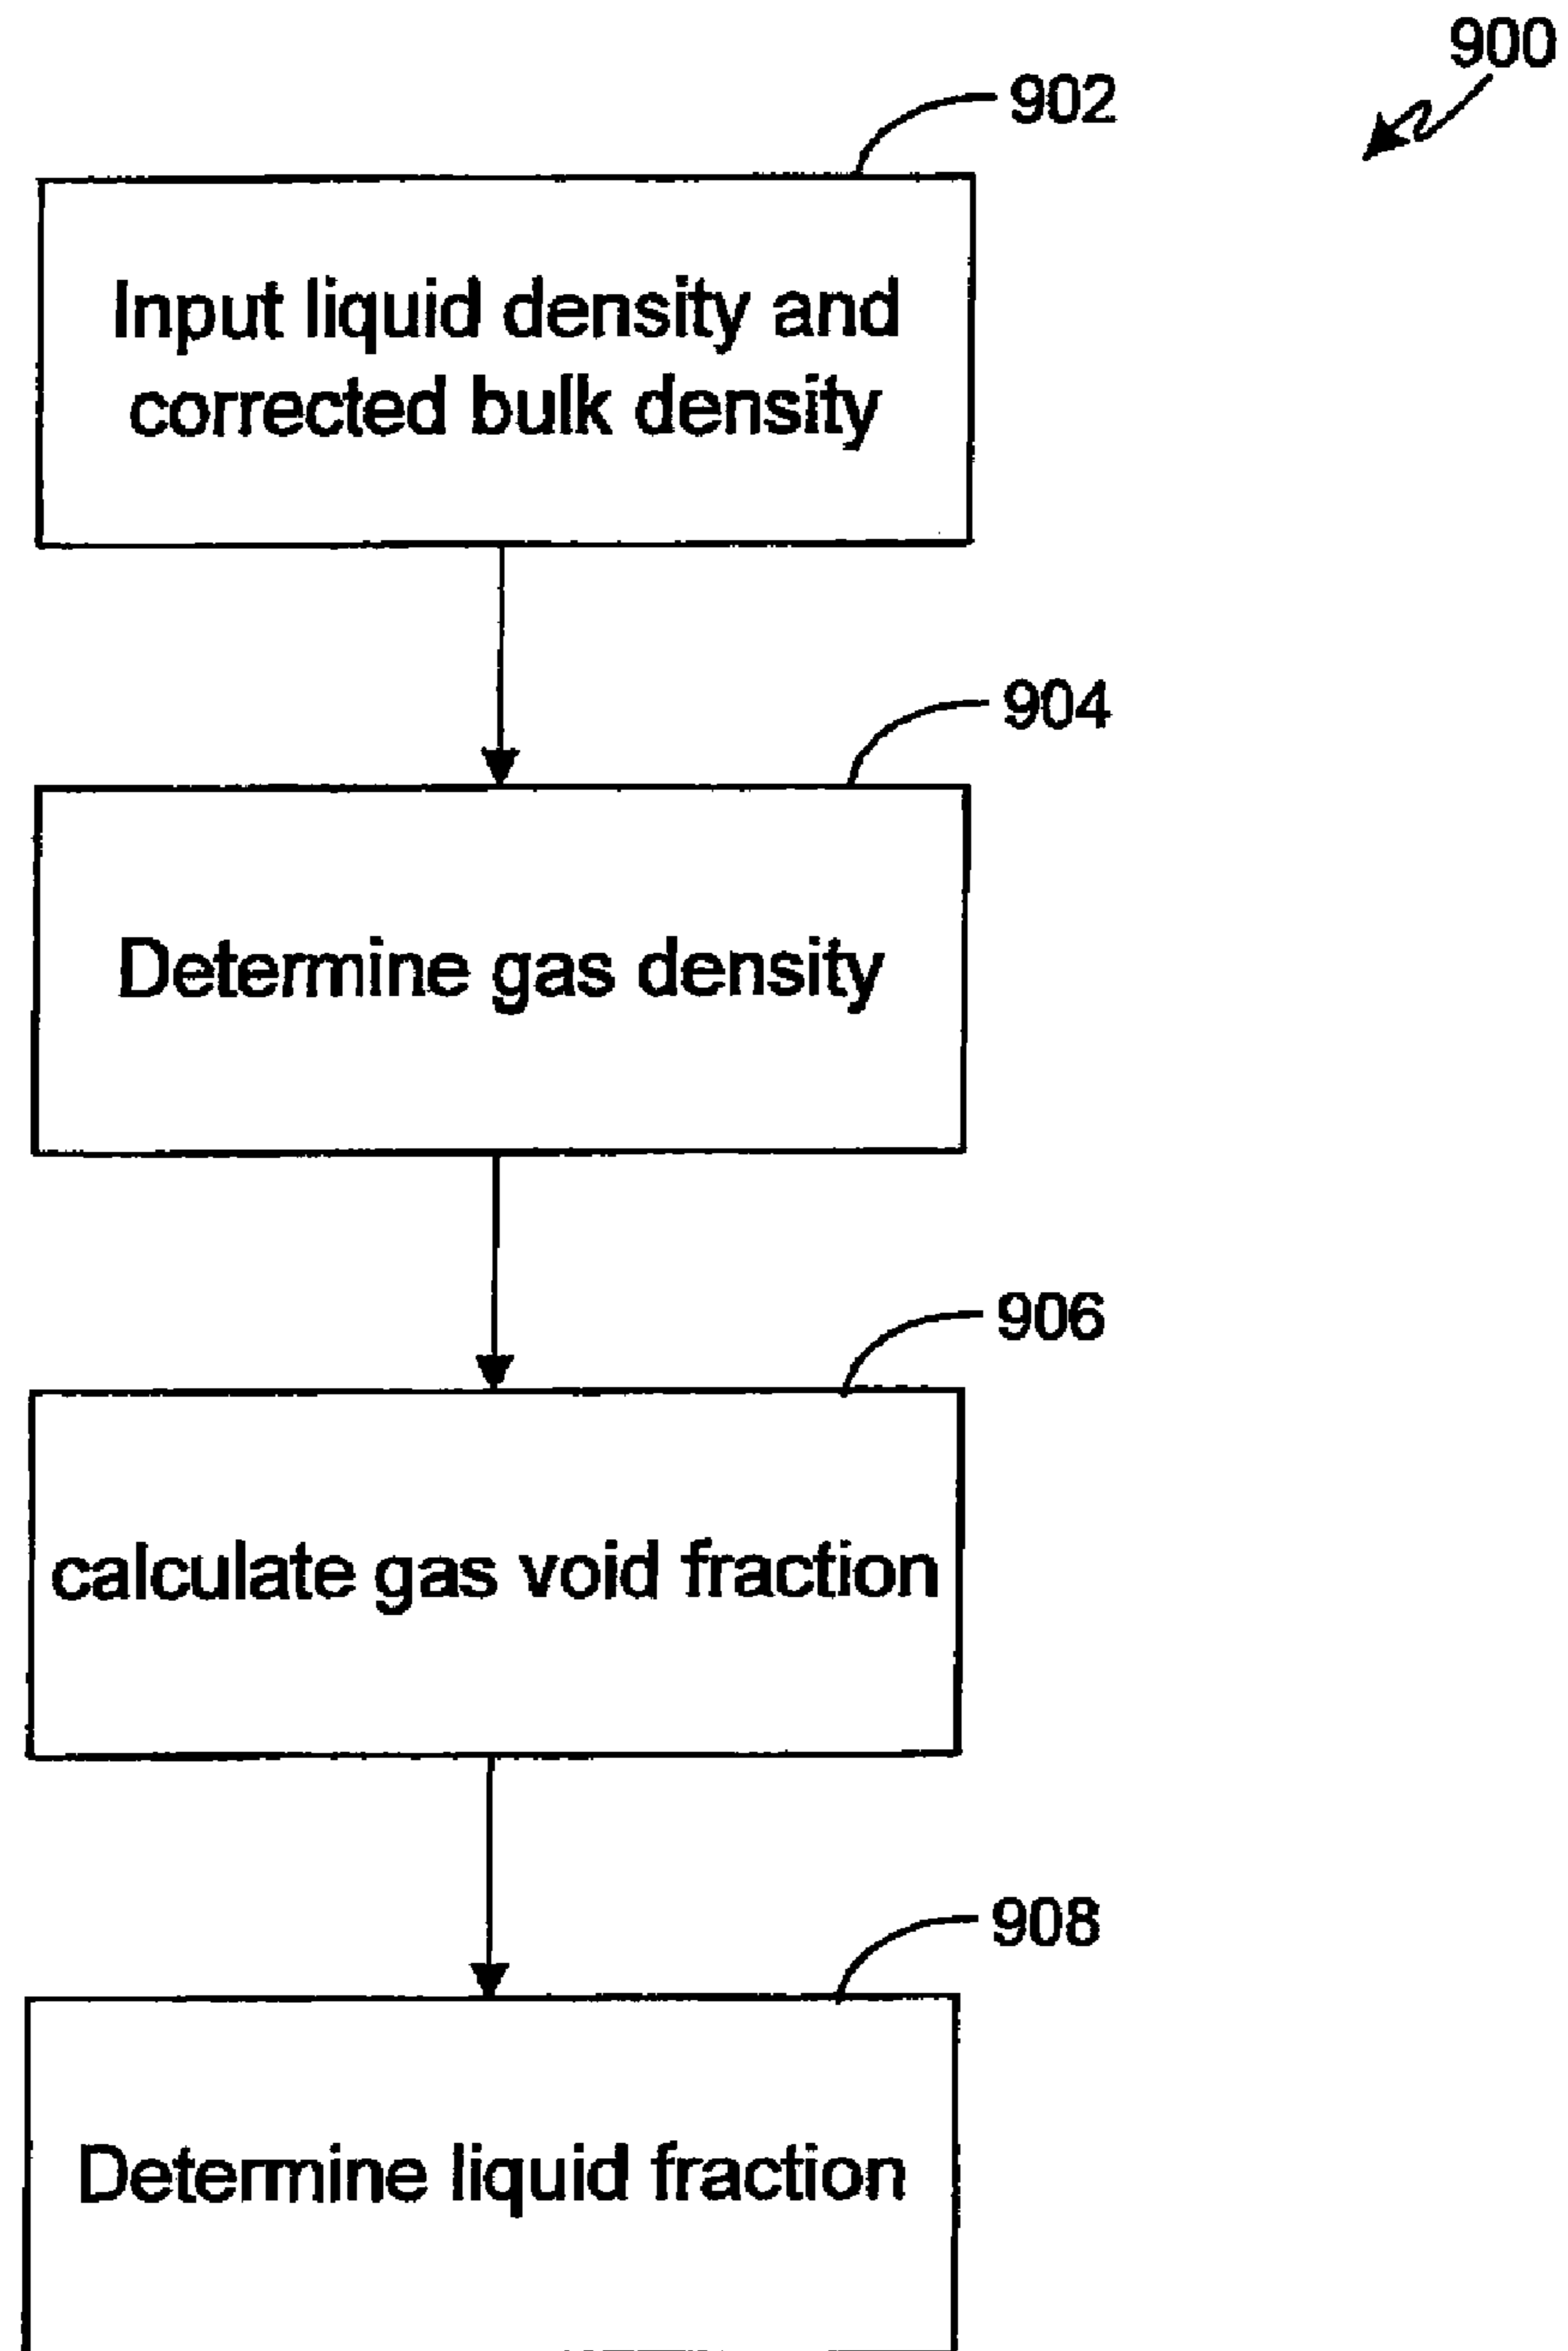 900
902
Input liquid density and
corrected bulk density
904
Determine gas density
906
calculate gas void fraction
908
Determine liquid fraction